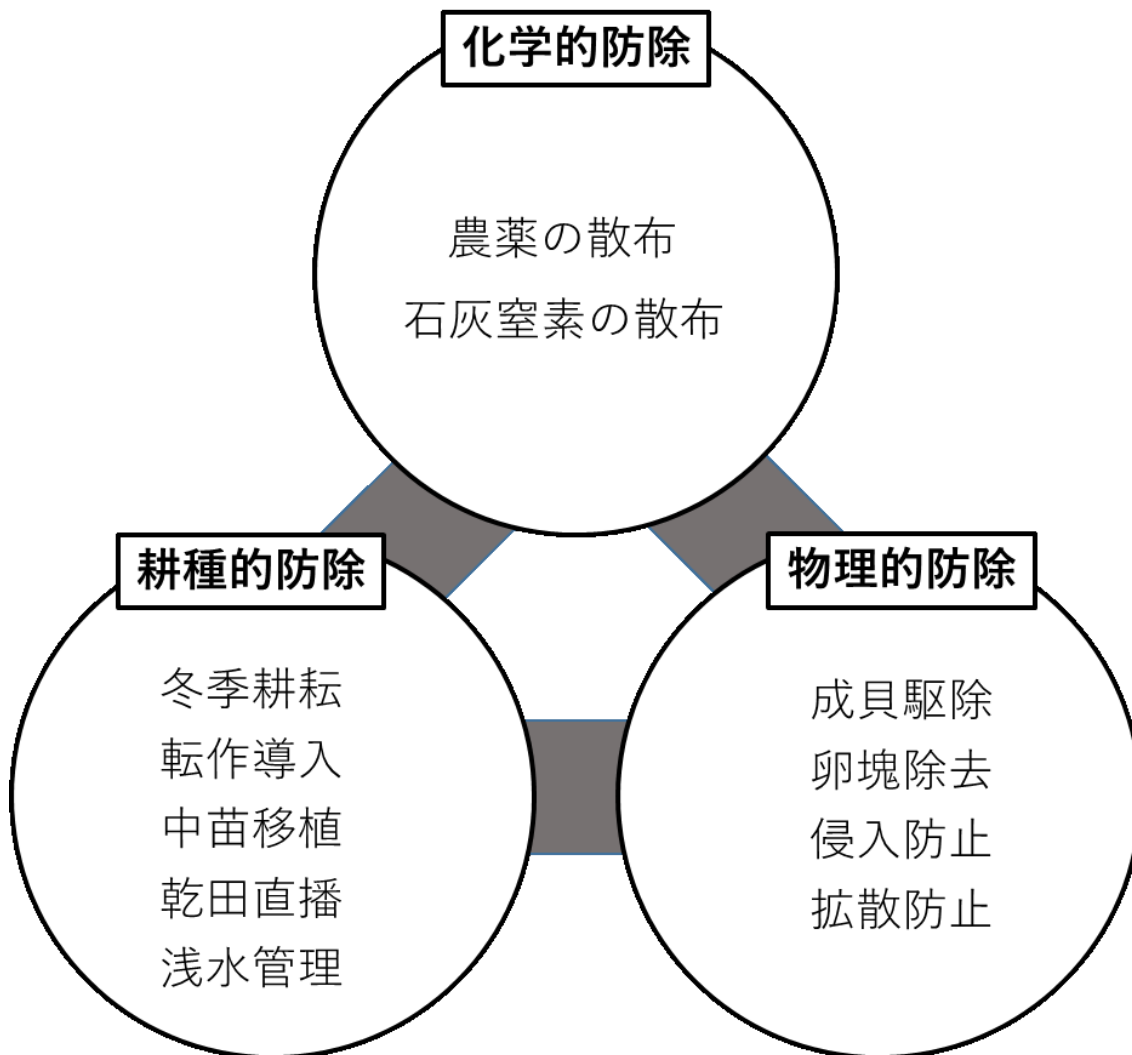 化学的防除
農薬の散布
石灰窒素の散布
耕種的防除
冬季耕耘
転作導入
中苗移植
乾田直播
浅水管理
物理的防除
成貝駆除
卵塊除去
侵入防止
拡散防止